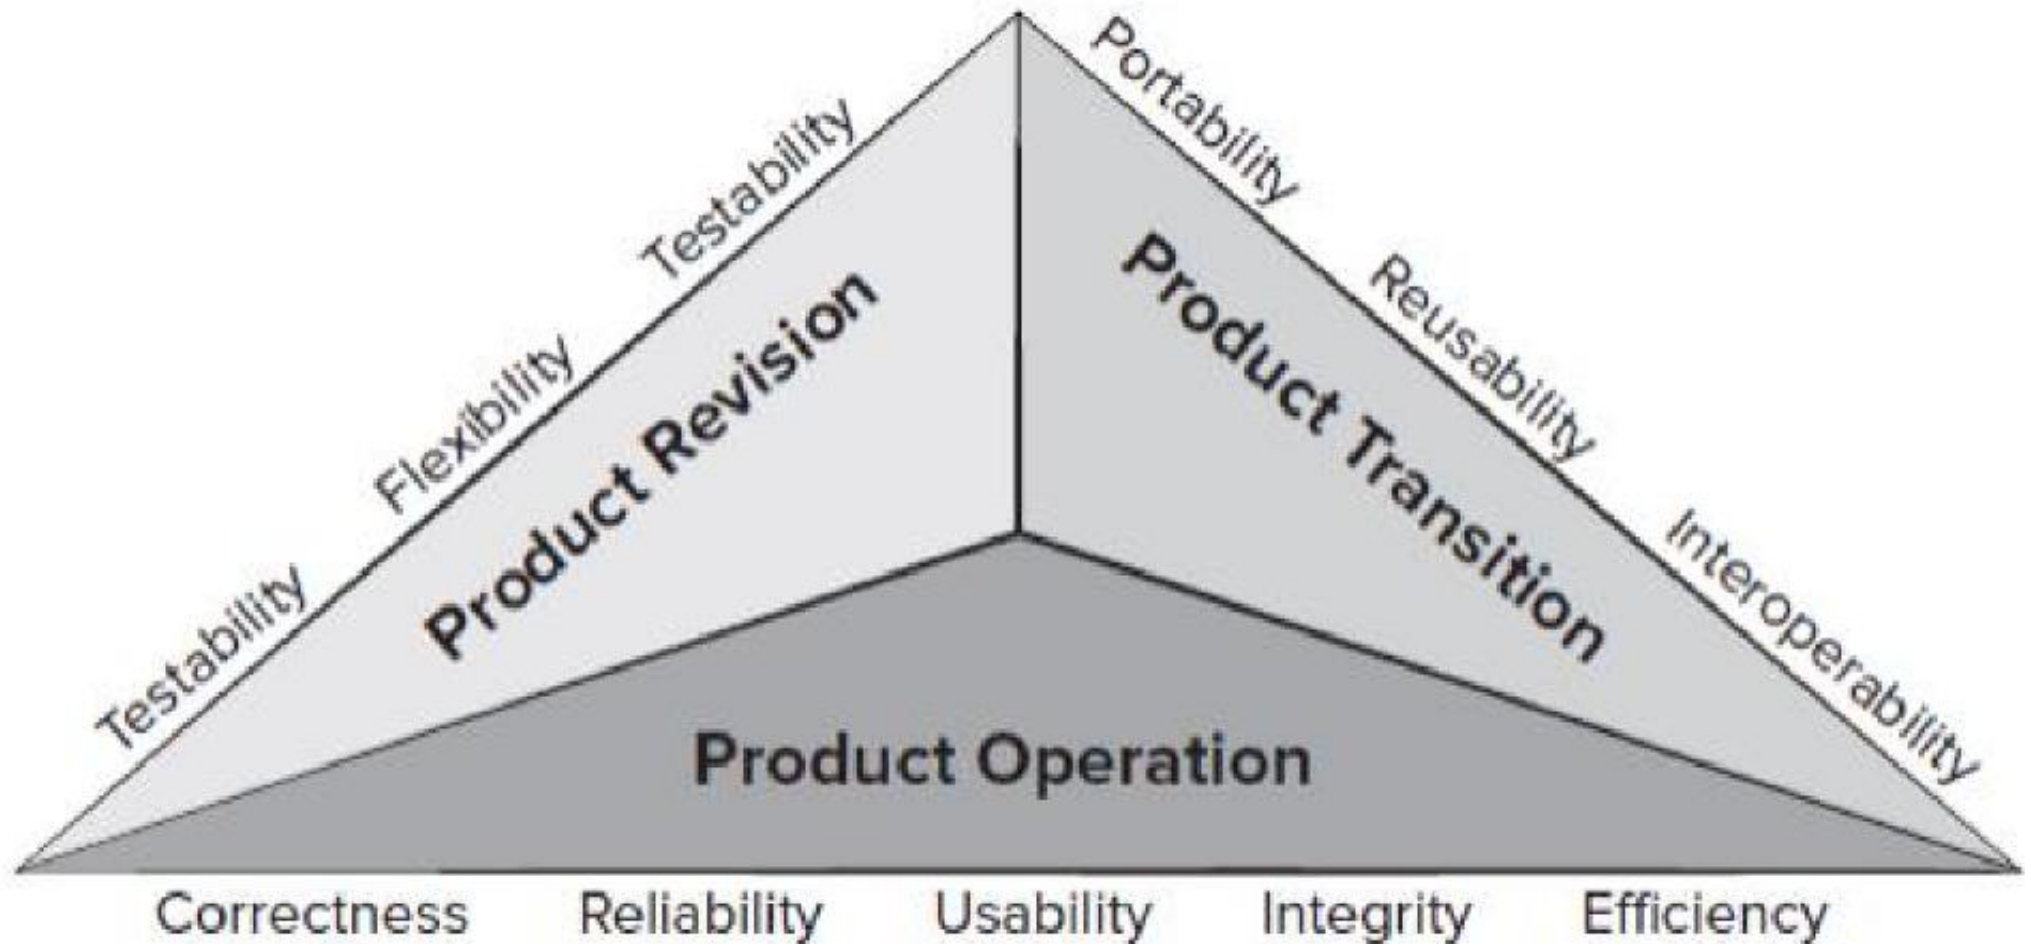 Testability
Flexibility
Testability
Product Revision
Portability
Reusability
Interoperability
Product Transition
Product Operation
Correctness Reliability Usability Integrity Efficiency